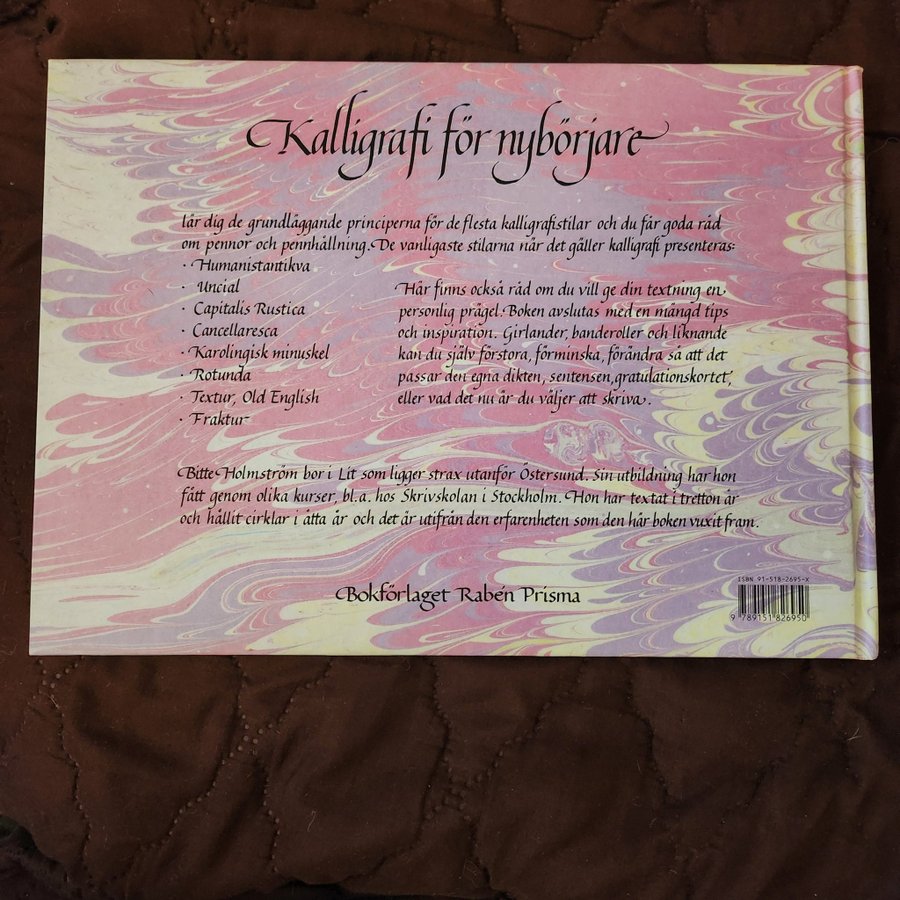 Kalligrafi för nybörjare
lär dig de grundläggande principerna för de flesta kalligrafistilar och du får goda råd
om pennor och pennhållning. De vanligaste stilarna när det gäller kalligrafi presenteras:
· Humanistantikva
· Uncial
· Capitalis Rustica
· Cancellaresca
· Karolingisk minuskel
· Rotunda
· Textur, Old English
· Fraktur
Här finns också råd om du vill ge din textning en
personlig prägel. Boken avslutas med en mängd tips
och inspiration. Girlander, banderoller och liknande
kan du själv förstora, förminska, förändra så att det
passar den egna dikten, sentensen, gratulationskortet,
eller vad det nu är du väljer att skriva.
Bitte Holmström bor i Lit som ligger strax utanför Östersund. Sin utbildning har hon
fått genom olika kurser, bl.a. hos Skrivskolan i Stockholm. Hon har textat i tretton år
och hållit cirklar i åtta år och det är utifrån den erfarenheten som den här boken vuxit fram.
Bokförlaget Rabén Prisma
ISBN 91-518-2695-X
9 789151 826950